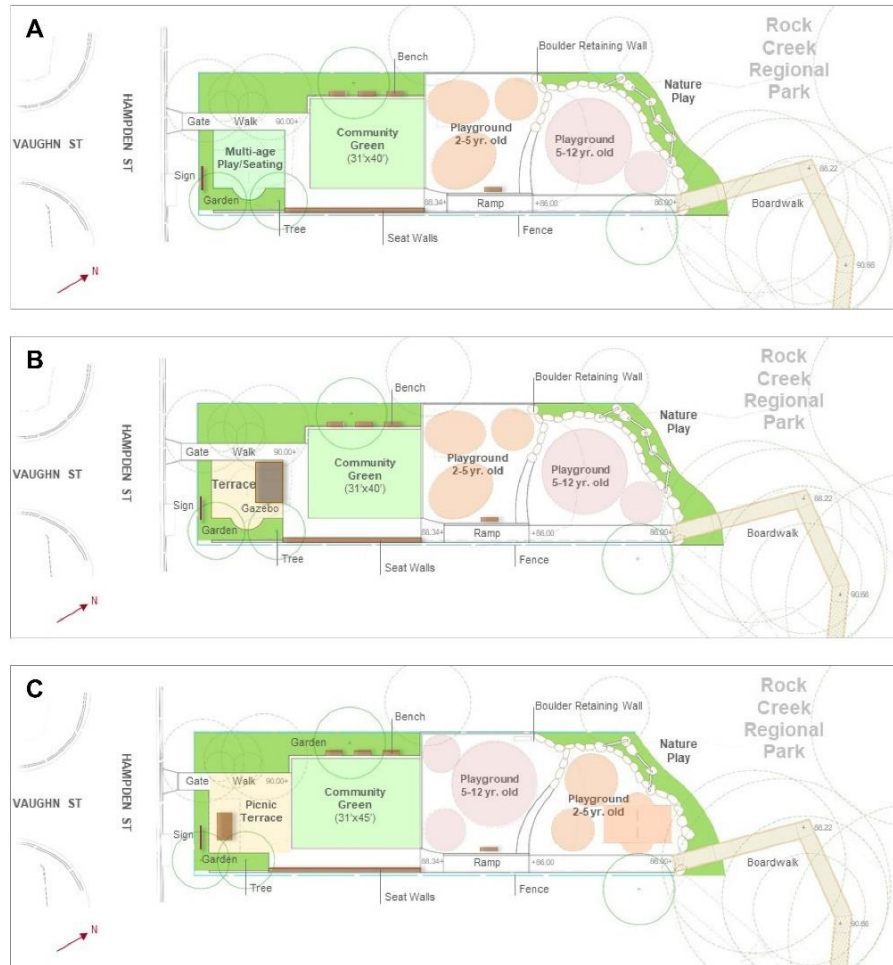 A
Rock
Creek
Regional
Park
Boulder Retaining Wall
Bench
Nature
Play
HAMPDEN ST
Gate
Walk
90.00+
VAUGHN ST
Multi-age
Play/Seating
Community
Green
(31'x40')
Playground
2-5 yr. old
Playground
5-12 yr. old
88.22
Sign
Garden
88.34+
Ramp
+86.00
88.90+
Boardwalk
Tree
Seat Walls
Fence
N
90.66
B
Rock
Creek
Regional
Park
Boulder Retaining Wall
Bench
Nature
Play
HAMPDEN ST
Gate
Walk
90.00+
VAUGHN ST
Terrace
Gazebo
Community
Green
(31'x40')
Playground
2-5 yr. old
Playground
5-12 yr. old
88.22
Sign
Garden
88.34+
Ramp
+86.00
88.90+
Boardwalk
Tree
Seat Walls
Fence
N
90.66
C
Rock
Creek
Regional
Park
Boulder Retaining Wall
Bench
Garden
Nature
Play
HAMPDEN ST
Gate
Walk
90.00+
VAUGHN ST
Picnic
Terrace
Community
Green
(31'x45')
Playground
5-12 yr. old
Playground
2-5 yr. old
88.22
Sign
Garden
88.34+
Ramp
+86.00
88.90+
Boardwalk
Tree
Seat Walls
Fence
N
90.66